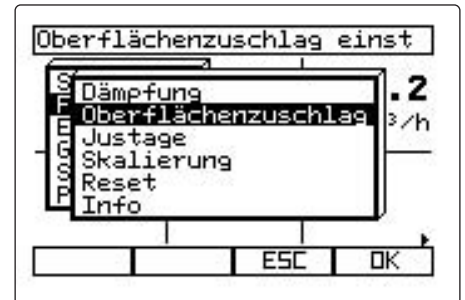 Oberflächenzuschlag einst
S
F
E
G
S
P
Dämpfung
Oberflächenzuschlag
Justage
Skalierung
Reset
Info
.2
³/h
ESC OK